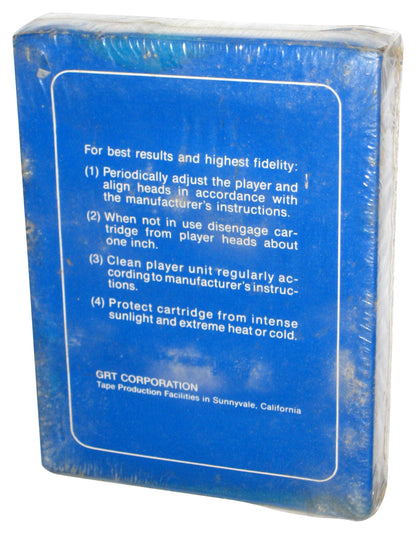 For best results and highest fidelity:
(1) Periodically adjust the player and
align heads in accordance with
the manufacturer's instructions.
(2) When not in use disengage car-
tridge from player heads about
one inch.
(3) Clean player unit regularly ac-
cording to manufacturer's instruc-
tions.
(4) Protect cartridge from intense
sunlight and extreme heat or cold.
GRT CORPORATION
Tape Production Facilities in Sunnyvale, California